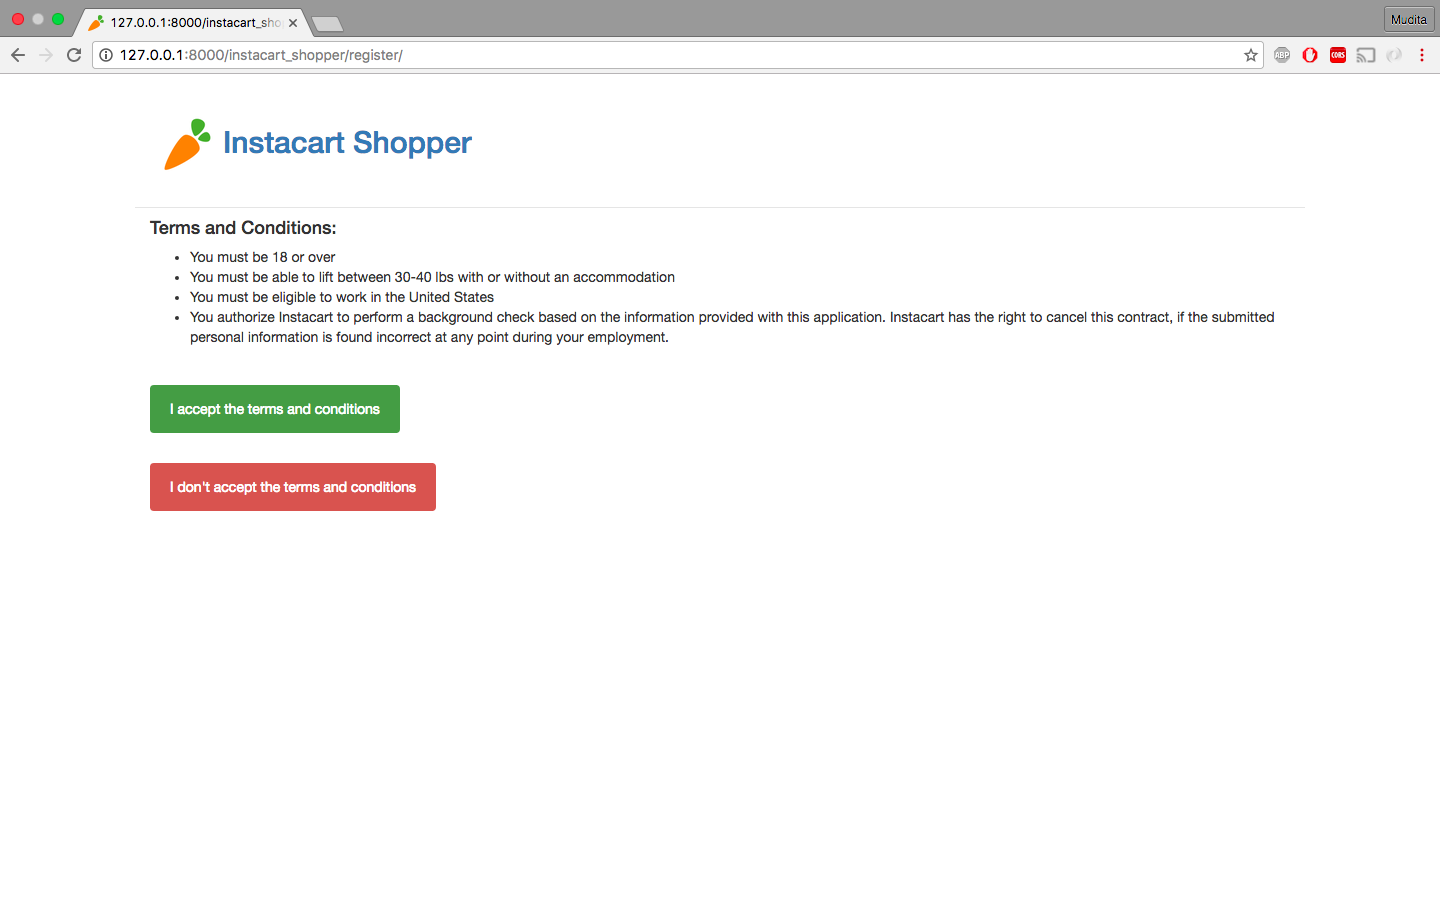 127.0.0.1:8000/instacart_sho
Mudita
127.0.0.1:8000/instacart_shopper/register/
ABP
CORS
Instacart Shopper
Terms and Conditions:
• You must be 18 or over
• You must be able to lift between 30-40 lbs with or without an accommodation
• You must be eligible to work in the United States
• You authorize Instacart to perform a background check based on the information provided with this application. Instacart has the right to cancel this contract, if the submitted
personal information is found incorrect at any point during your employment.
I accept the terms and conditions
I don't accept the terms and conditions